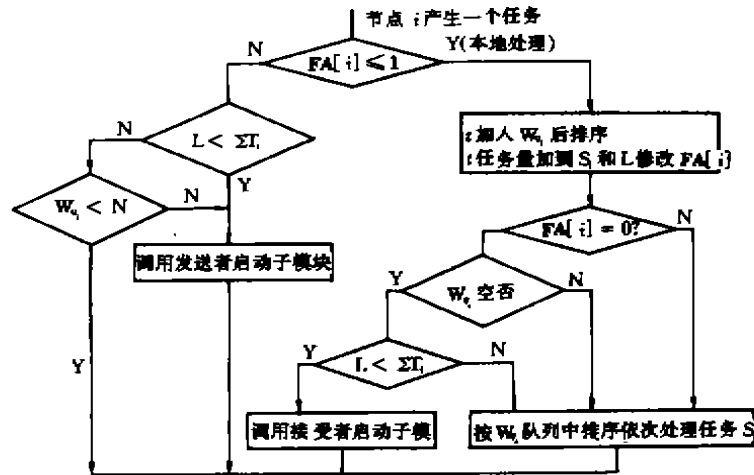 节点 i 产生一个任务
N
FA[ i ] ≤ 1
Y(本地处理)
N
L < ΣTᵢ
t 加入 W 后排序
t 任务量加到 Sᵢ 和 L 修改 FA[ i ]
N
Y
W < N
FA[ i ] = 0?
N
调用发送者启动子模块
Y
W 空否
N
Y
Y
L < ΣTᵢ
N
调用接受者启动子模
按 W 队列中排序依次处理任务 S